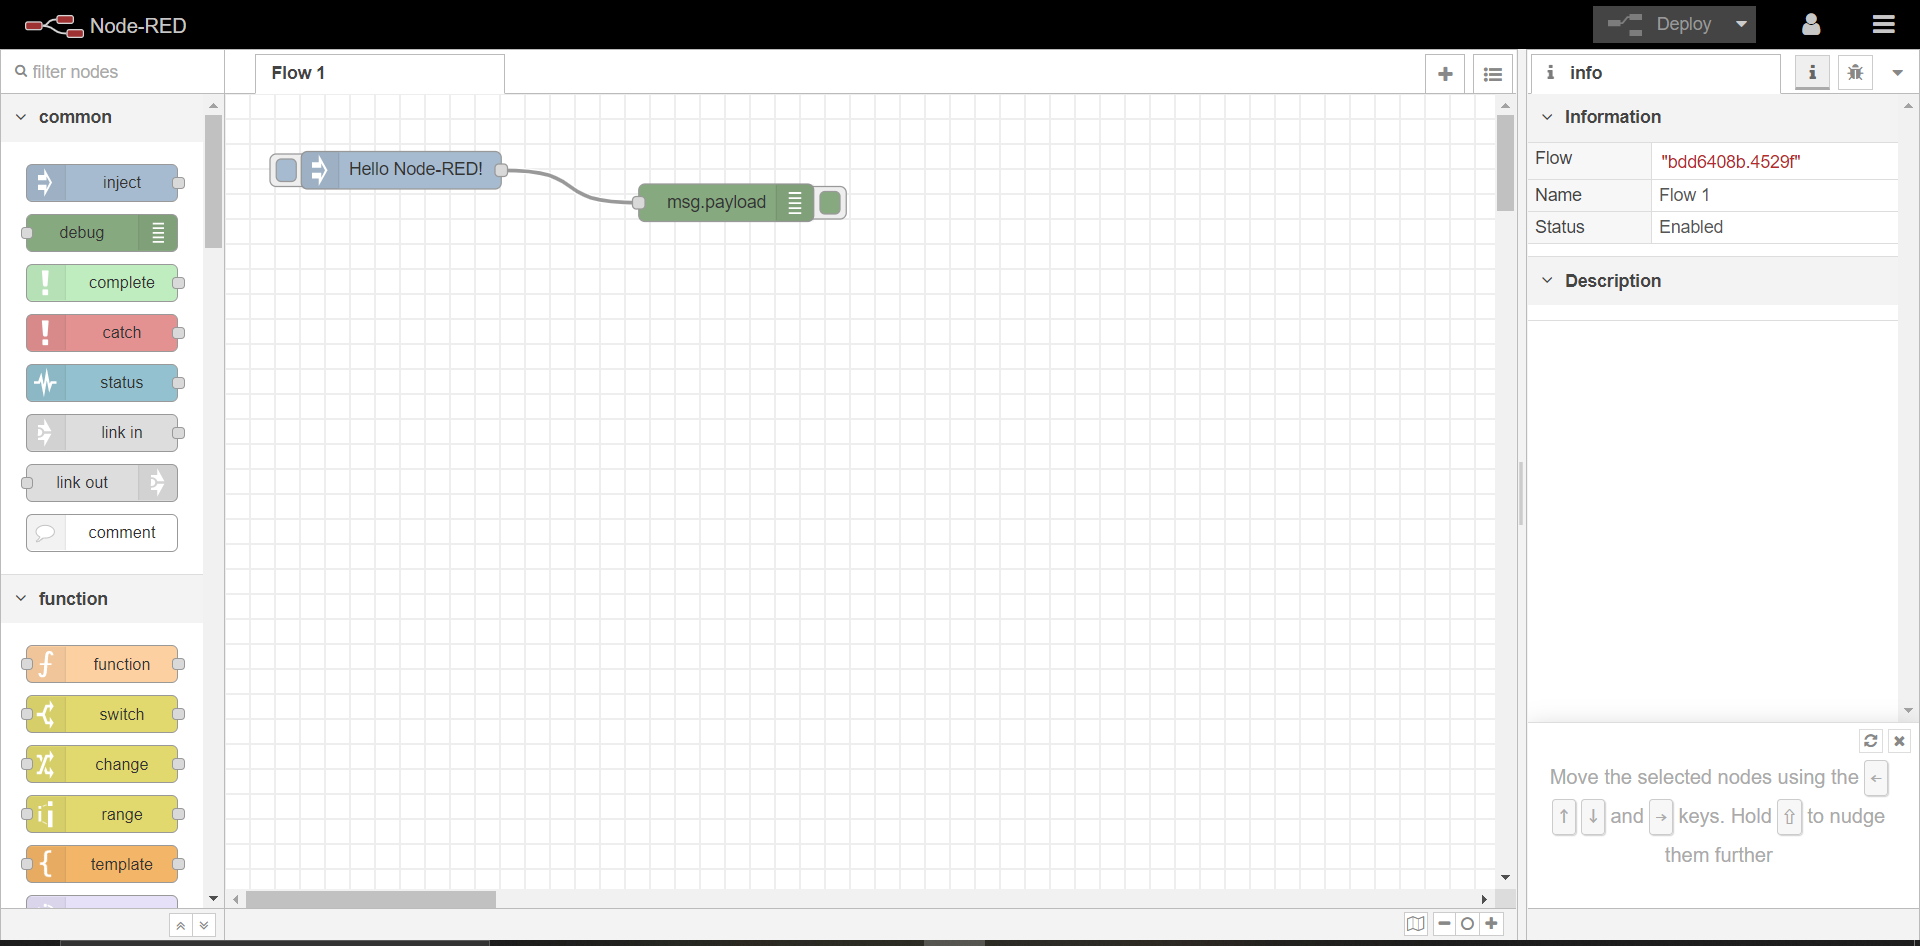 Node-RED
Deploy
filter nodes
Flow 1
info
common
inject
debug
complete
catch
status
link in
link out
comment
function
function
switch
change
range
template
Hello Node-RED!
msg.payload
Information
Flow "bdd6408b.4529f"
Name Flow 1
Status Enabled
Description
Move the selected nodes using the ←
↑ ↓ and → keys. Hold ⇧ to nudge
them further